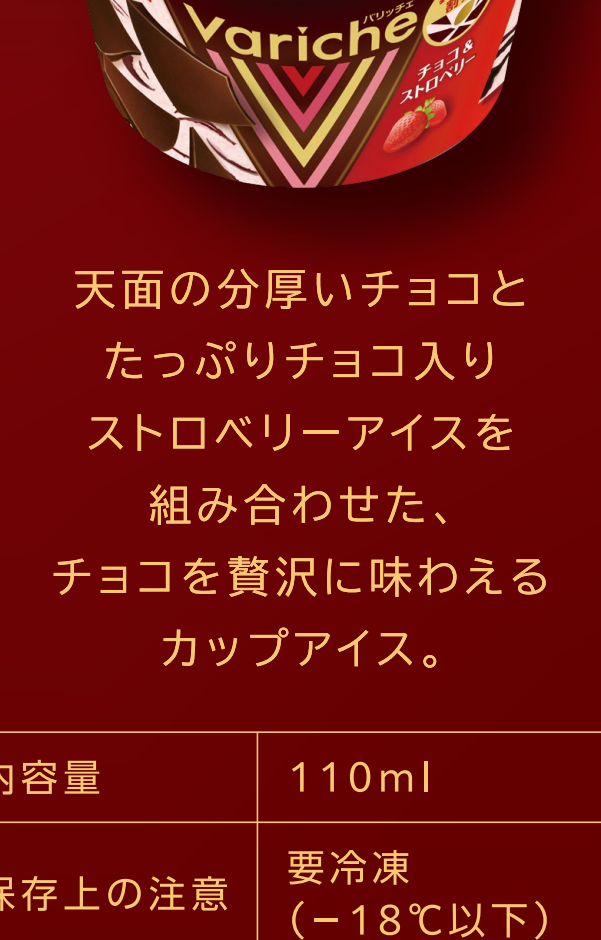 バリッチェ
Variche
チョコ&
ストロベリー
天面の分厚いチョコと
たっぷりチョコ入り
ストロベリーアイスを
組み合わせた、
チョコを贅沢に味わえる
カップアイス。
内容量
110ml
保存上の注意
要冷凍
(-18℃以下)